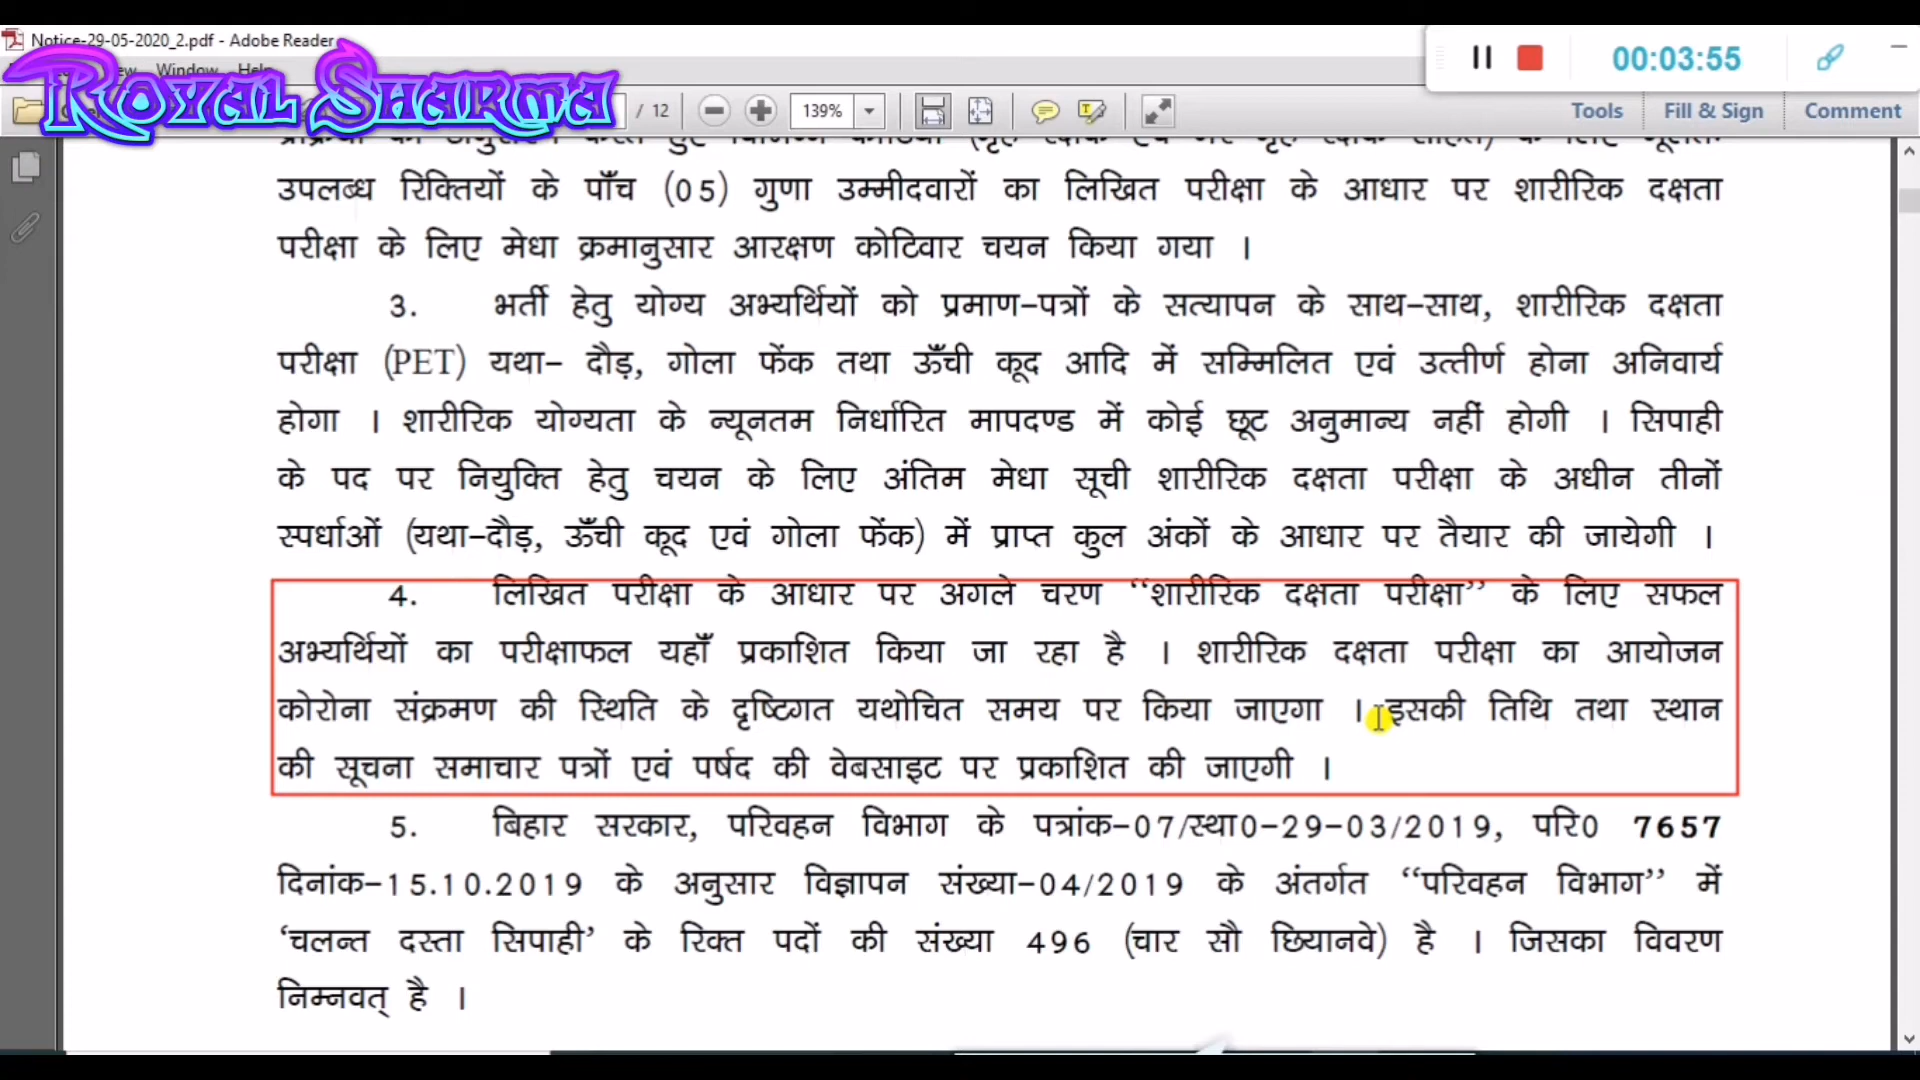 Notice-29-05-2020_2.pdf - Adobe Reader
Window Help
ROYAL SHARMA
00:03:55
/ 12
139%
Tools
Fill & Sign
Comment
उपलब्ध रिक्तियों के पाँच (05) गुणा उम्मीदवारों का लिखित परीक्षा के आधार पर शारीरिक दक्षता
परीक्षा के लिए मेधा क्रमानुसार आरक्षण कोटिवार चयन किया गया ।
3. भर्ती हेतु योग्य अभ्यर्थियों को प्रमाण-पत्रों के सत्यापन के साथ-साथ, शारीरिक दक्षता
परीक्षा (PET) यथा- दौड़, गोला फेंक तथा ऊँची कूद आदि में सम्मिलित एवं उत्तीर्ण होना अनिवार्य
होगा । शारीरिक योग्यता के न्यूनतम निर्धारित मापदण्ड में कोई छूट अनुमान्य नहीं होगी । सिपाही
के पद पर नियुक्ति हेतु चयन के लिए अंतिम मेधा सूची शारीरिक दक्षता परीक्षा के अधीन तीनों
स्पर्धाओं (यथा-दौड़, ऊँची कूद एवं गोला फेंक) में प्राप्त कुल अंकों के आधार पर तैयार की जायेगी ।
4. लिखित परीक्षा के आधार पर अगले चरण “शारीरिक दक्षता परीक्षा” के लिए सफल
अभ्यर्थियों का परीक्षाफल यहाँ प्रकाशित किया जा रहा है । शारीरिक दक्षता परीक्षा का आयोजन
कोरोना संक्रमण की स्थिति के दृष्टिगत यथोचित समय पर किया जाएगा । इसकी तिथि तथा स्थान
की सूचना समाचार पत्रों एवं पर्षद की वेबसाइट पर प्रकाशित की जाएगी ।
5. बिहार सरकार, परिवहन विभाग के पत्रांक-07/स्था0-29-03/2019, परि0 7657
दिनांक-15.10.2019 के अनुसार विज्ञापन संख्या-04/2019 के अंतर्गत “परिवहन विभाग” में
‘चलन्त दस्ता सिपाही’ के रिक्त पदों की संख्या 496 (चार सौ छियानवे) है । जिसका विवरण
निम्नवत् है ।